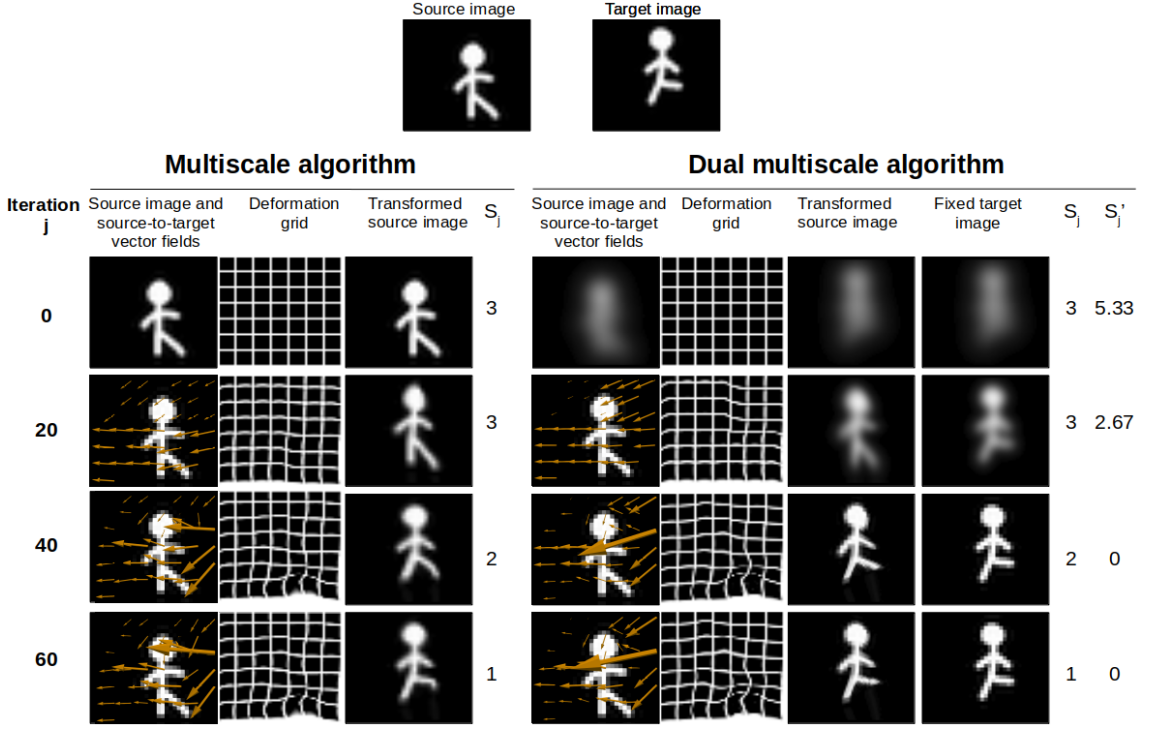 Source image
Target image
Multiscale algorithm
Dual multiscale algorithm
Iteration
j
Source image and
source-to-target
vector fields
Deformation
grid
Transformed
source image
Sj
Source image and
source-to-target
vector fields
Deformation
grid
Transformed
source image
Fixed target
image
Sj
Sj’
0
3
3
5.33
20
3
3
2.67
40
2
2
0
60
1
1
0